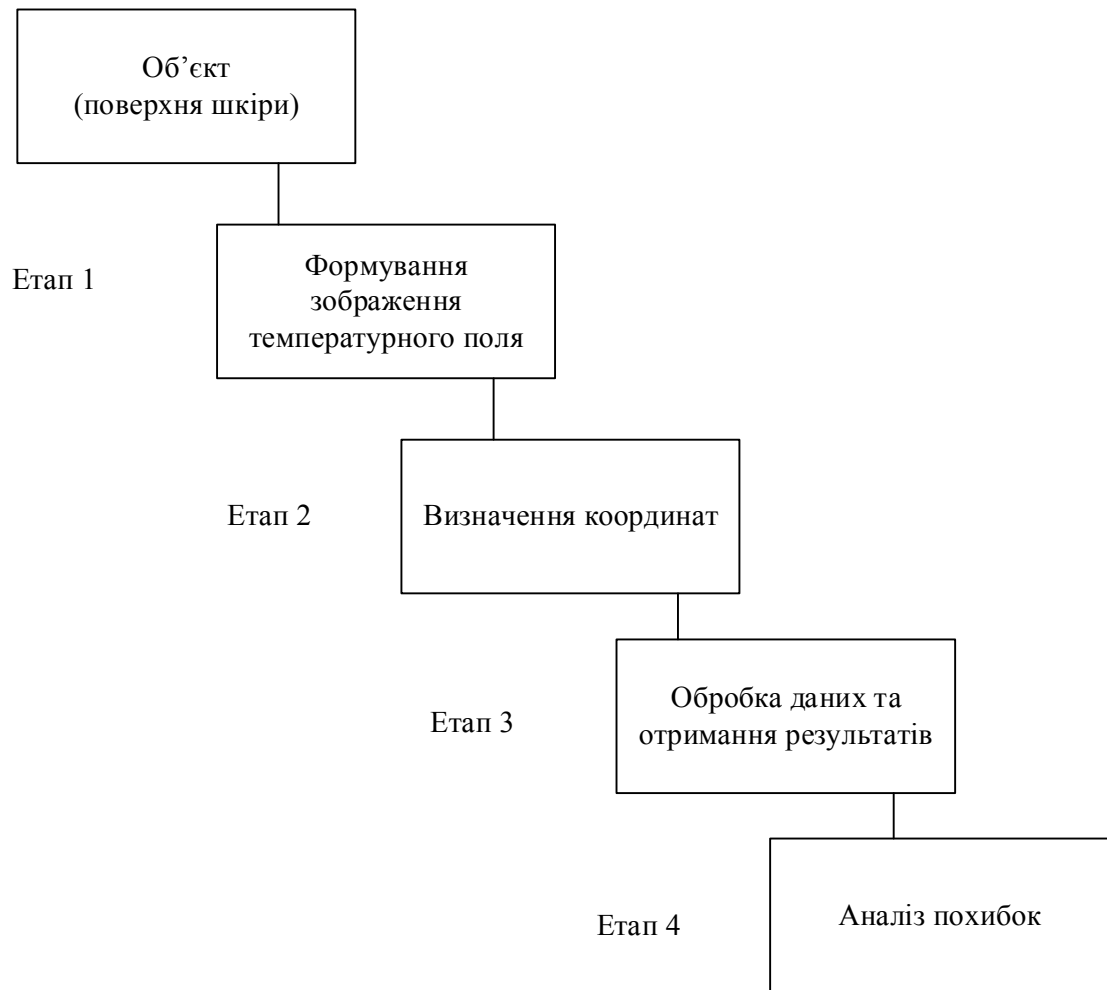 Об’єкт
(поверхня шкіри)
Етап 1
Формування
зображення
температурного поля
Етап 2
Визначення координат
Етап 3
Обробка даних та
отримання результатів
Етап 4
Аналіз похибок